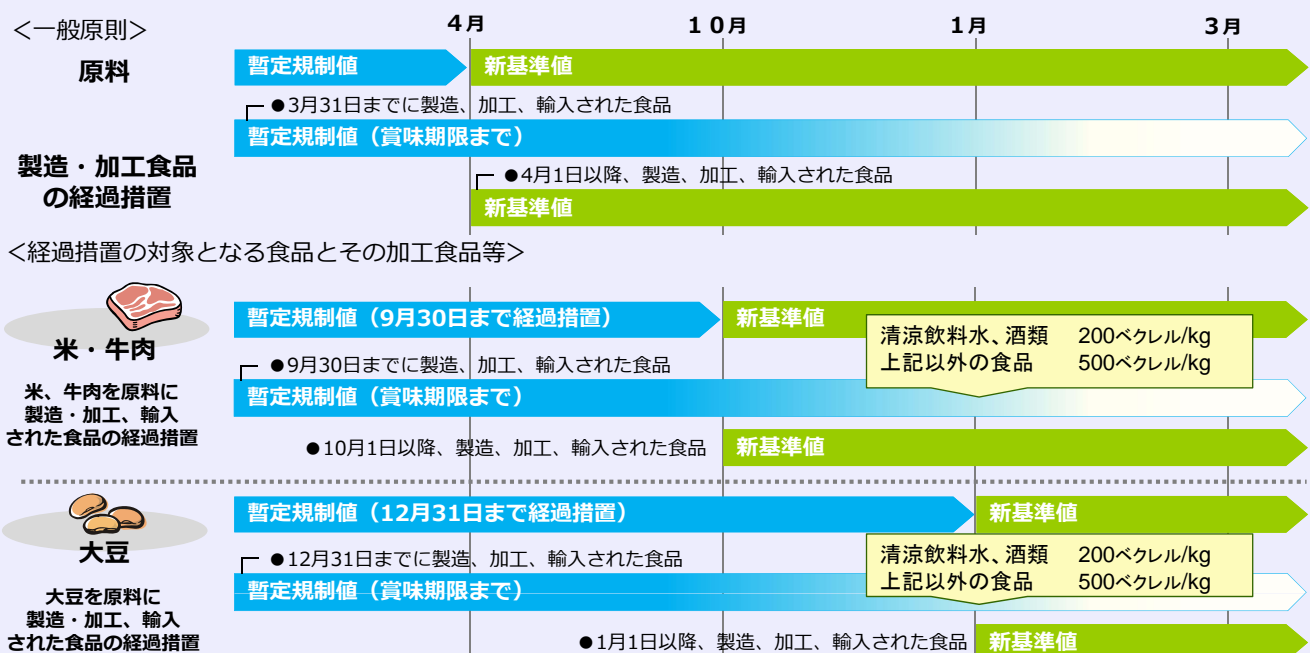 ＜一般原則＞
4月 １０月 1月 3月
原料
暫定規制値 新基準値
●3月31日までに製造、加工、輸入された食品
暫定規制値（賞味期限まで）
製造・加工食品
の経過措置
●4月1日以降、製造、加工、輸入された食品
新基準値
＜経過措置の対象となる食品とその加工食品等＞
暫定規制値（9月30日まで経過措置） 新基準値
米・牛肉
清涼飲料水、酒類 200ベクレル/kg
上記以外の食品 500ベクレル/kg
●9月30日までに製造、加工、輸入された食品
暫定規制値（賞味期限まで）
米、牛肉を原料に
製造・加工、輸入
された食品の経過措置
●10月1日以降、製造、加工、輸入された食品 新基準値
暫定規制値（12月31日まで経過措置） 新基準値
大豆
清涼飲料水、酒類 200ベクレル/kg
上記以外の食品 500ベクレル/kg
●12月31日までに製造、加工、輸入された食品
暫定規制値（賞味期限まで）
大豆を原料に
製造・加工、輸入
された食品の経過措置
●1月1日以降、製造、加工、輸入された食品 新基準値